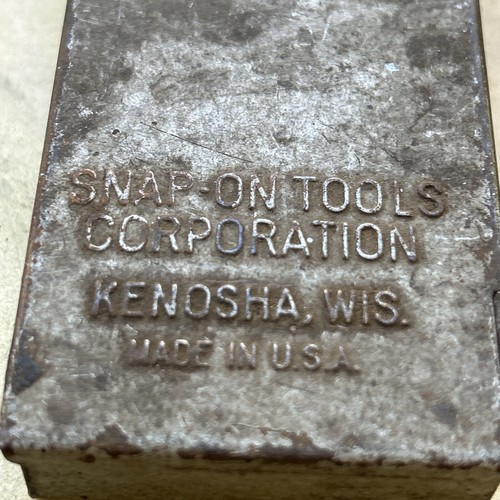 SNAP-ON TOOLS
CORPORATION
KENOSHA, WIS.
MADE IN U.S.A.